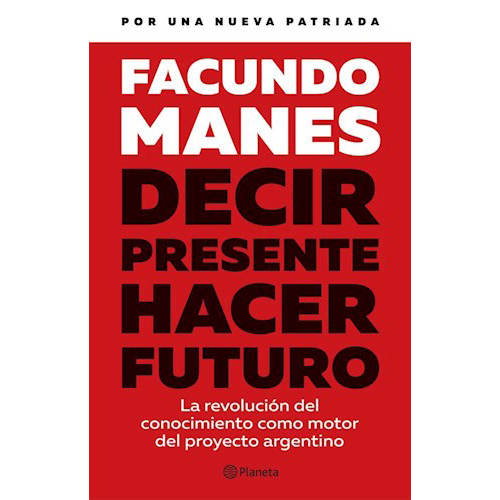 POR UNA NUEVA PATRIADA
FACUNDO
MANES
DECIR
PRESENTE
HACER
FUTURO
La revolución del
conocimiento como motor
del proyecto argentino
Planeta